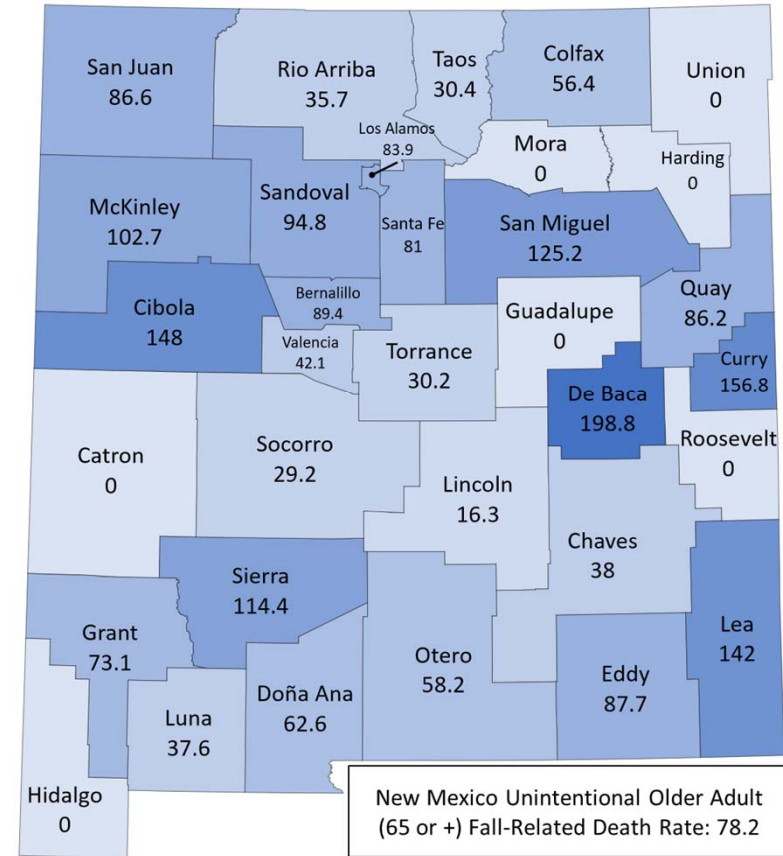 San Juan
86.6
Rio Arriba
35.7
Taos
30.4
Colfax
56.4
Union
0
Los Alamos
83.9
Mora
0
Harding
0
McKinley
102.7
Sandoval
94.8
Santa Fe
81
San Miguel
125.2
Cibola
148
Bernalillo
89.4
Valencia
42.1
Torrance
30.2
Guadalupe
0
Quay
86.2
Curry
156.8
De Baca
198.8
Roosevelt
0
Catron
0
Socorro
29.2
Lincoln
16.3
Chaves
38
Sierra
114.4
Grant
73.1
Luna
37.6
Doña Ana
62.6
Otero
58.2
Eddy
87.7
Lea
142
Hidalgo
0
New Mexico Unintentional Older Adult
(65 or +) Fall-Related Death Rate: 78.2